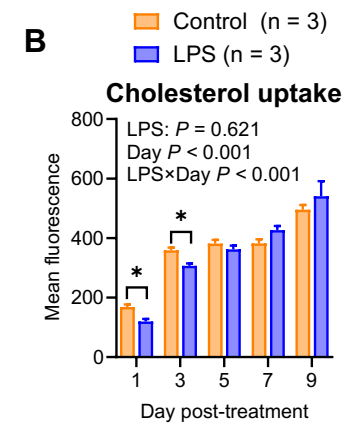 B
Control (n = 3)
LPS (n = 3)
Cholesterol uptake
LPS: P = 0.621
Day P < 0.001
LPS×Day P < 0.001
Mean fluorescence
800
600
400
200
0
*
*
1 3 5 7 9
Day post-treatment